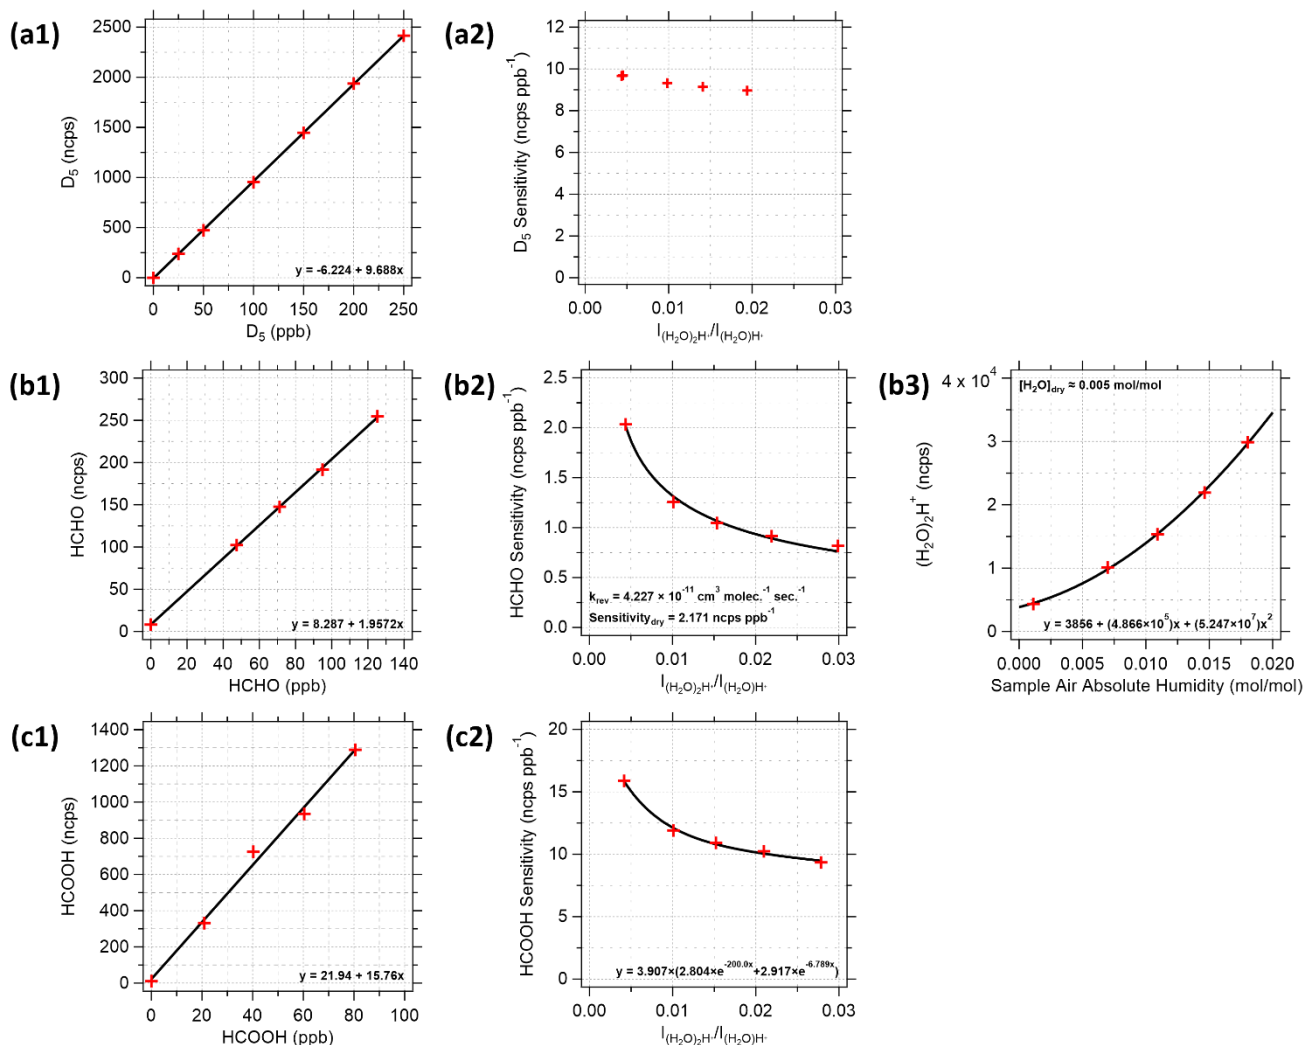 (a1)
2500
2000
1500
1000
500
0
D₅ (ncps)
y = -6.224 + 9.688x
0 50 100 150 200 250
D₅ (ppb)
(a2)
12
10
8
6
4
2
0
D₅ Sensitivity (ncps ppb⁻¹)
0.00 0.01 0.02 0.03
I(H₂O)₂H⁺/I(H₂O)H⁺
(b1)
300
250
200
150
100
50
0
HCHO (ncps)
y = 8.287 + 1.9572x
0 20 40 60 80 100 120 140
HCHO (ppb)
(b2)
2.5
2.0
1.5
1.0
0.5
0.0
HCHO Sensitivity (ncps ppb⁻¹)
k_rev = 4.227 × 10⁻¹¹ cm³ molec.⁻¹ sec.⁻¹
Sensitivity_dry = 2.171 ncps ppb⁻¹
0.00 0.01 0.02 0.03
I(H₂O)₂H⁺/I(H₂O)H⁺
(b3)
4 x 10⁴
3
2
1
0
(H₂O)₂H⁺ (ncps)
[H₂O]_dry ≈ 0.005 mol/mol
y = 3856 + (4.866×10⁵)x + (5.247×10⁷)x²
0.000 0.005 0.010 0.015 0.020
Sample Air Absolute Humidity (mol/mol)
(c1)
1400
1200
1000
800
600
400
200
0
HCOOH (ncps)
y = 21.94 + 15.76x
0 20 40 60 80 100
HCOOH (ppb)
(c2)
20
15
10
5
0
HCOOH Sensitivity (ncps ppb⁻¹)
y = 3.907×(2.804×e^-200.0x+2.917×e^-6.789x)
0.00 0.01 0.02 0.03
I(H₂O)₂H⁺/I(H₂O)H⁺